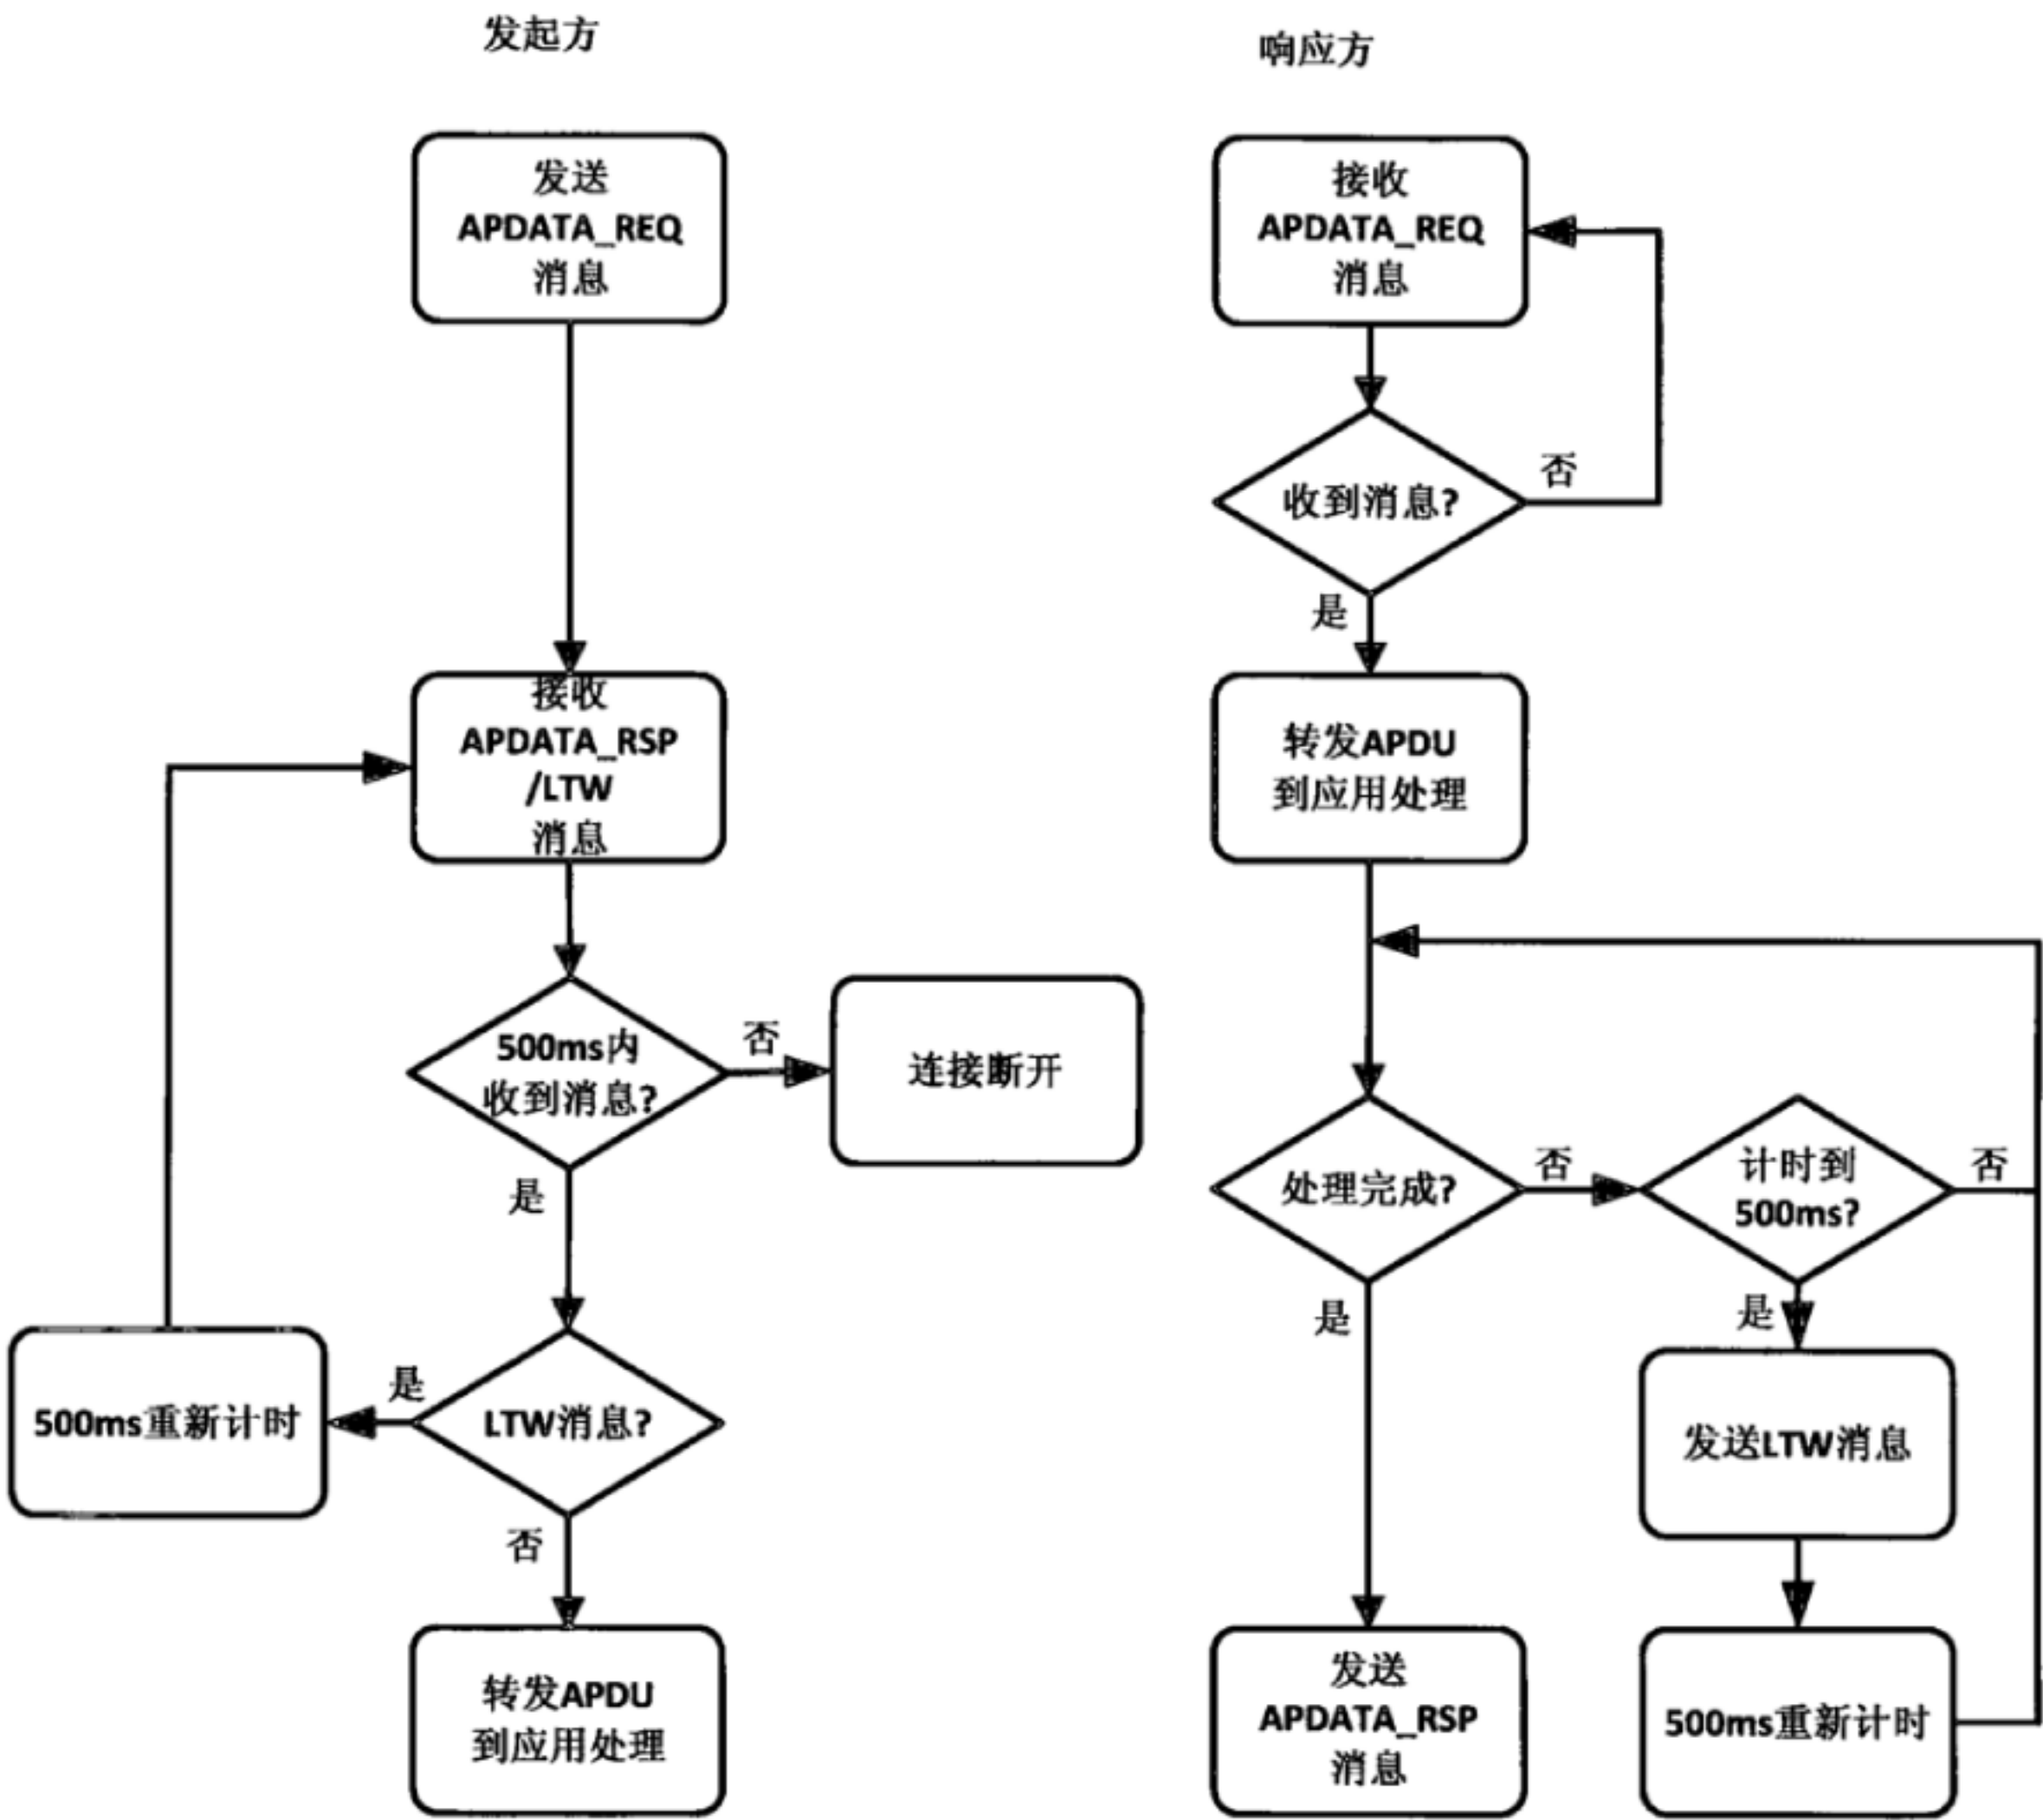 发起方
发送
APDATA_REQ
消息
接收
APDATA_RSP
/LTW
消息
500ms内
收到消息?
否
连接断开
是
LTW消息?
是
500ms重新计时
否
转发APDU
到应用处理
响应方
接收
APDATA_REQ
消息
收到消息?
否
是
转发APDU
到应用处理
处理完成?
否
计时到
500ms?
否
是
是
发送LTW消息
500ms重新计时
发送
APDATA_RSP
消息